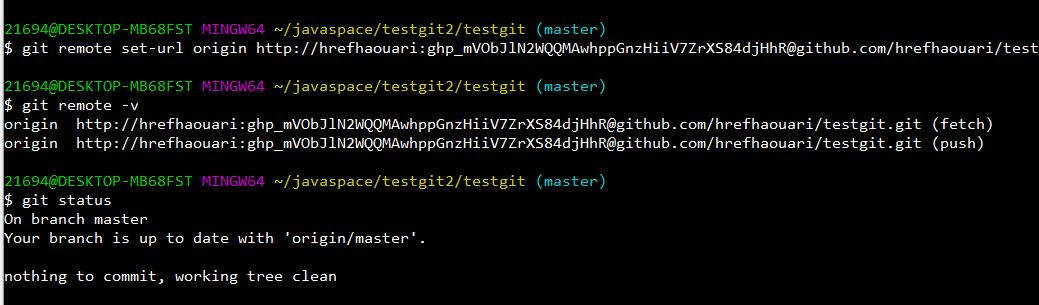 21694@DESKTOP-MB68FST MINGW64 ~/javaspace/testgit2/testgit (master)
$ git remote set-url origin http://hrefhaouari: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@github.com/hrefhaouari/test
21694@DESKTOP-MB68FST MINGW64 ~/javaspace/testgit2/testgit (master)
$ git remote -v
origin  http://hrefhaouari: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@github.com/hrefhaouari/testgit.git (fetch)
origin  http://hrefhaouari: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@github.com/hrefhaouari/testgit.git (push)
21694@DESKTOP-MB68FST MINGW64 ~/javaspace/testgit2/testgit (master)
$ git status
On branch master
Your branch is up to date with 'origin/master'.
nothing to commit, working tree clean